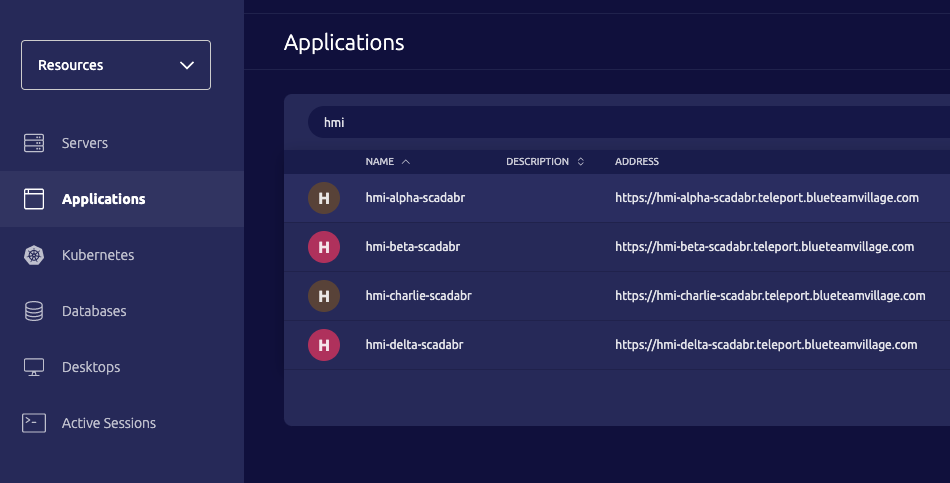 Applications
Resources
Servers
Applications
Kubernetes
Databases
Desktops
Active Sessions
hmi
NAME DESCRIPTION ADDRESS
H hmi-alpha-scadabr https://hmi-alpha-scadabr.teleport.blueteamvillage.com
H hmi-beta-scadabr https://hmi-beta-scadabr.teleport.blueteamvillage.com
H hmi-charlie-scadabr https://hmi-charlie-scadabr.teleport.blueteamvillage.com
H hmi-delta-scadabr https://hmi-delta-scadabr.teleport.blueteamvillage.com